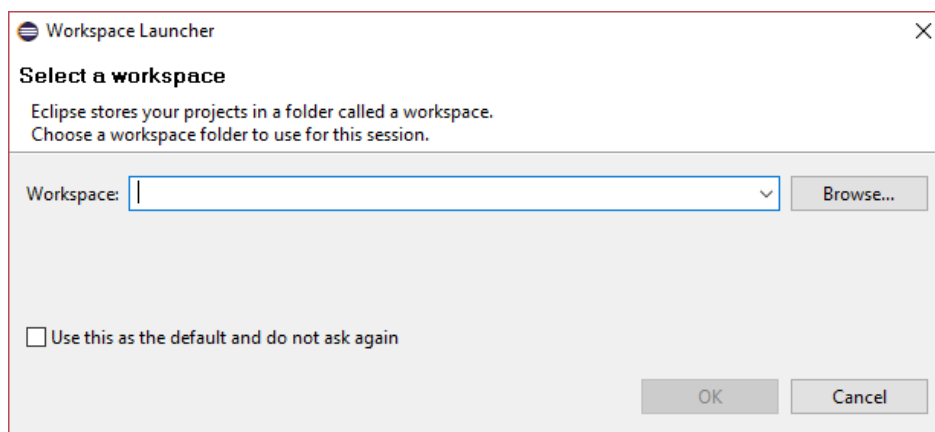 Workspace Launcher
Select a workspace
Eclipse stores your projects in a folder called a workspace.
Choose a workspace folder to use for this session.
Workspace:
Browse...
Use this as the default and do not ask again
OK
Cancel